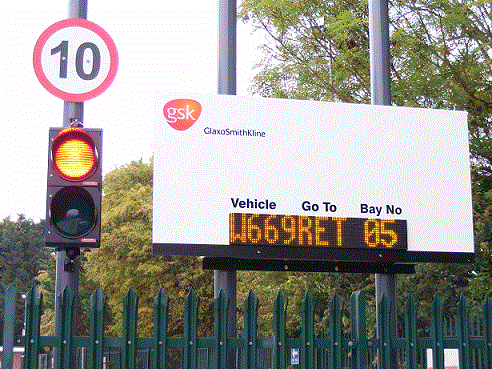 10
gsk
GlaxoSmithKline
Vehicle Go To Bay No
W669RET 05